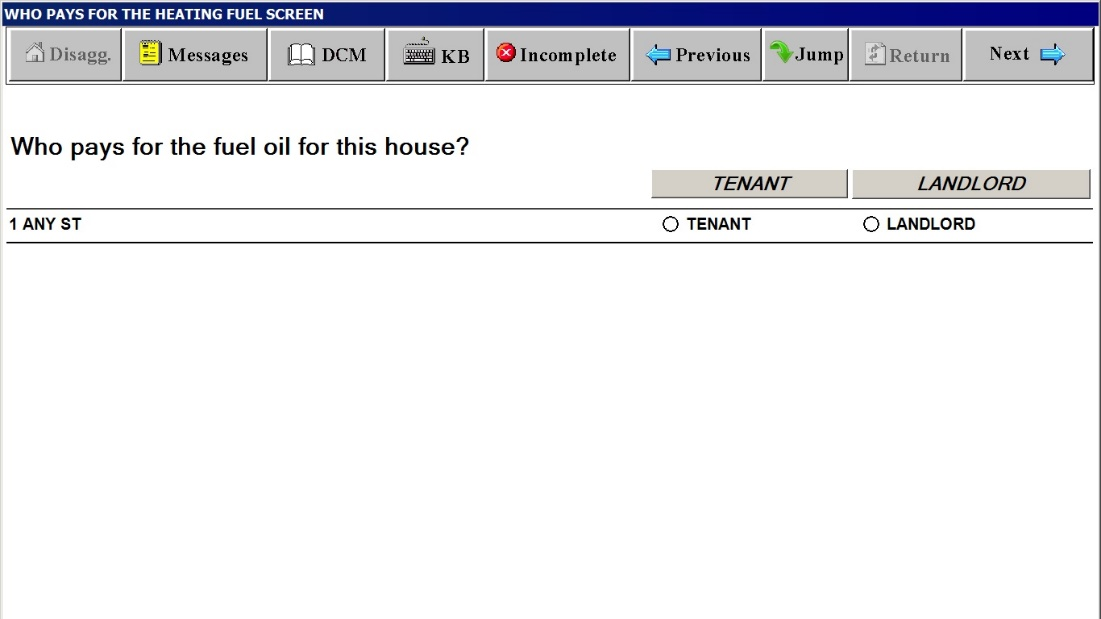 WHO PAYS FOR THE HEATING FUEL SCREEN
Disagg. Messages DCM KB Incomplete Previous Jump Return Next
Who pays for the fuel oil for this house?
TENANT LANDLORD
1 ANY ST TENANT LANDLORD